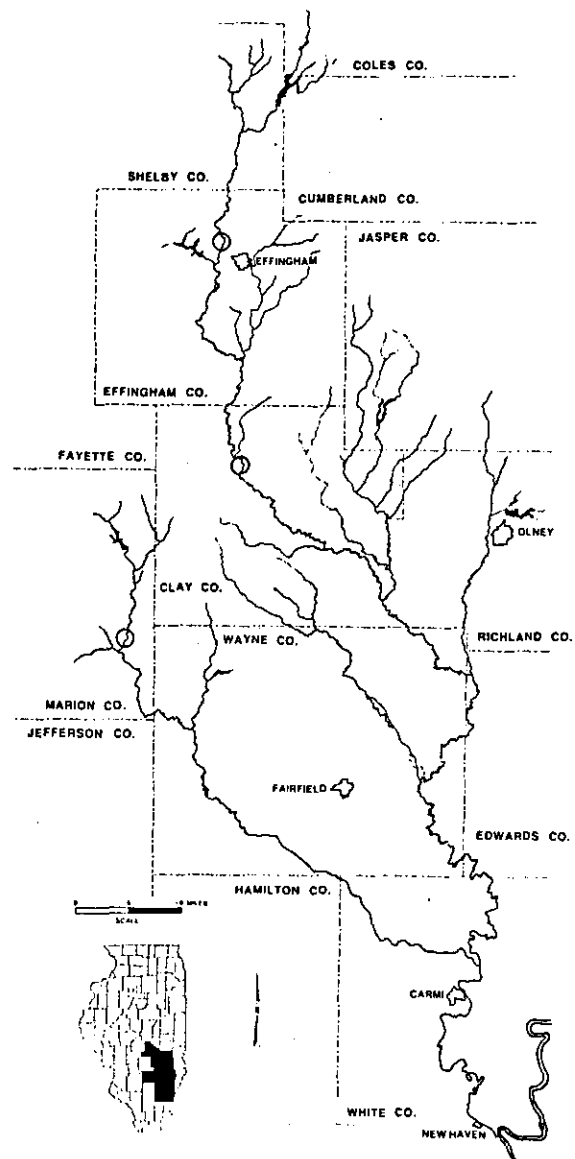 COLES CO.
SHELBY CO.
CUMBERLAND CO.
JASPER CO.
EFFINGHAM
EFFINGHAM CO.
FAYETTE CO.
OLNEY
CLAY CO.
WAYNE CO.
RICHLAND CO.
MARION CO.
JEFFERSON CO.
FAIRFIELD
EDWARDS CO.
HAMILTON CO.
MILES
SCALE
CARMI
WHITE CO.
NEW HAVEN